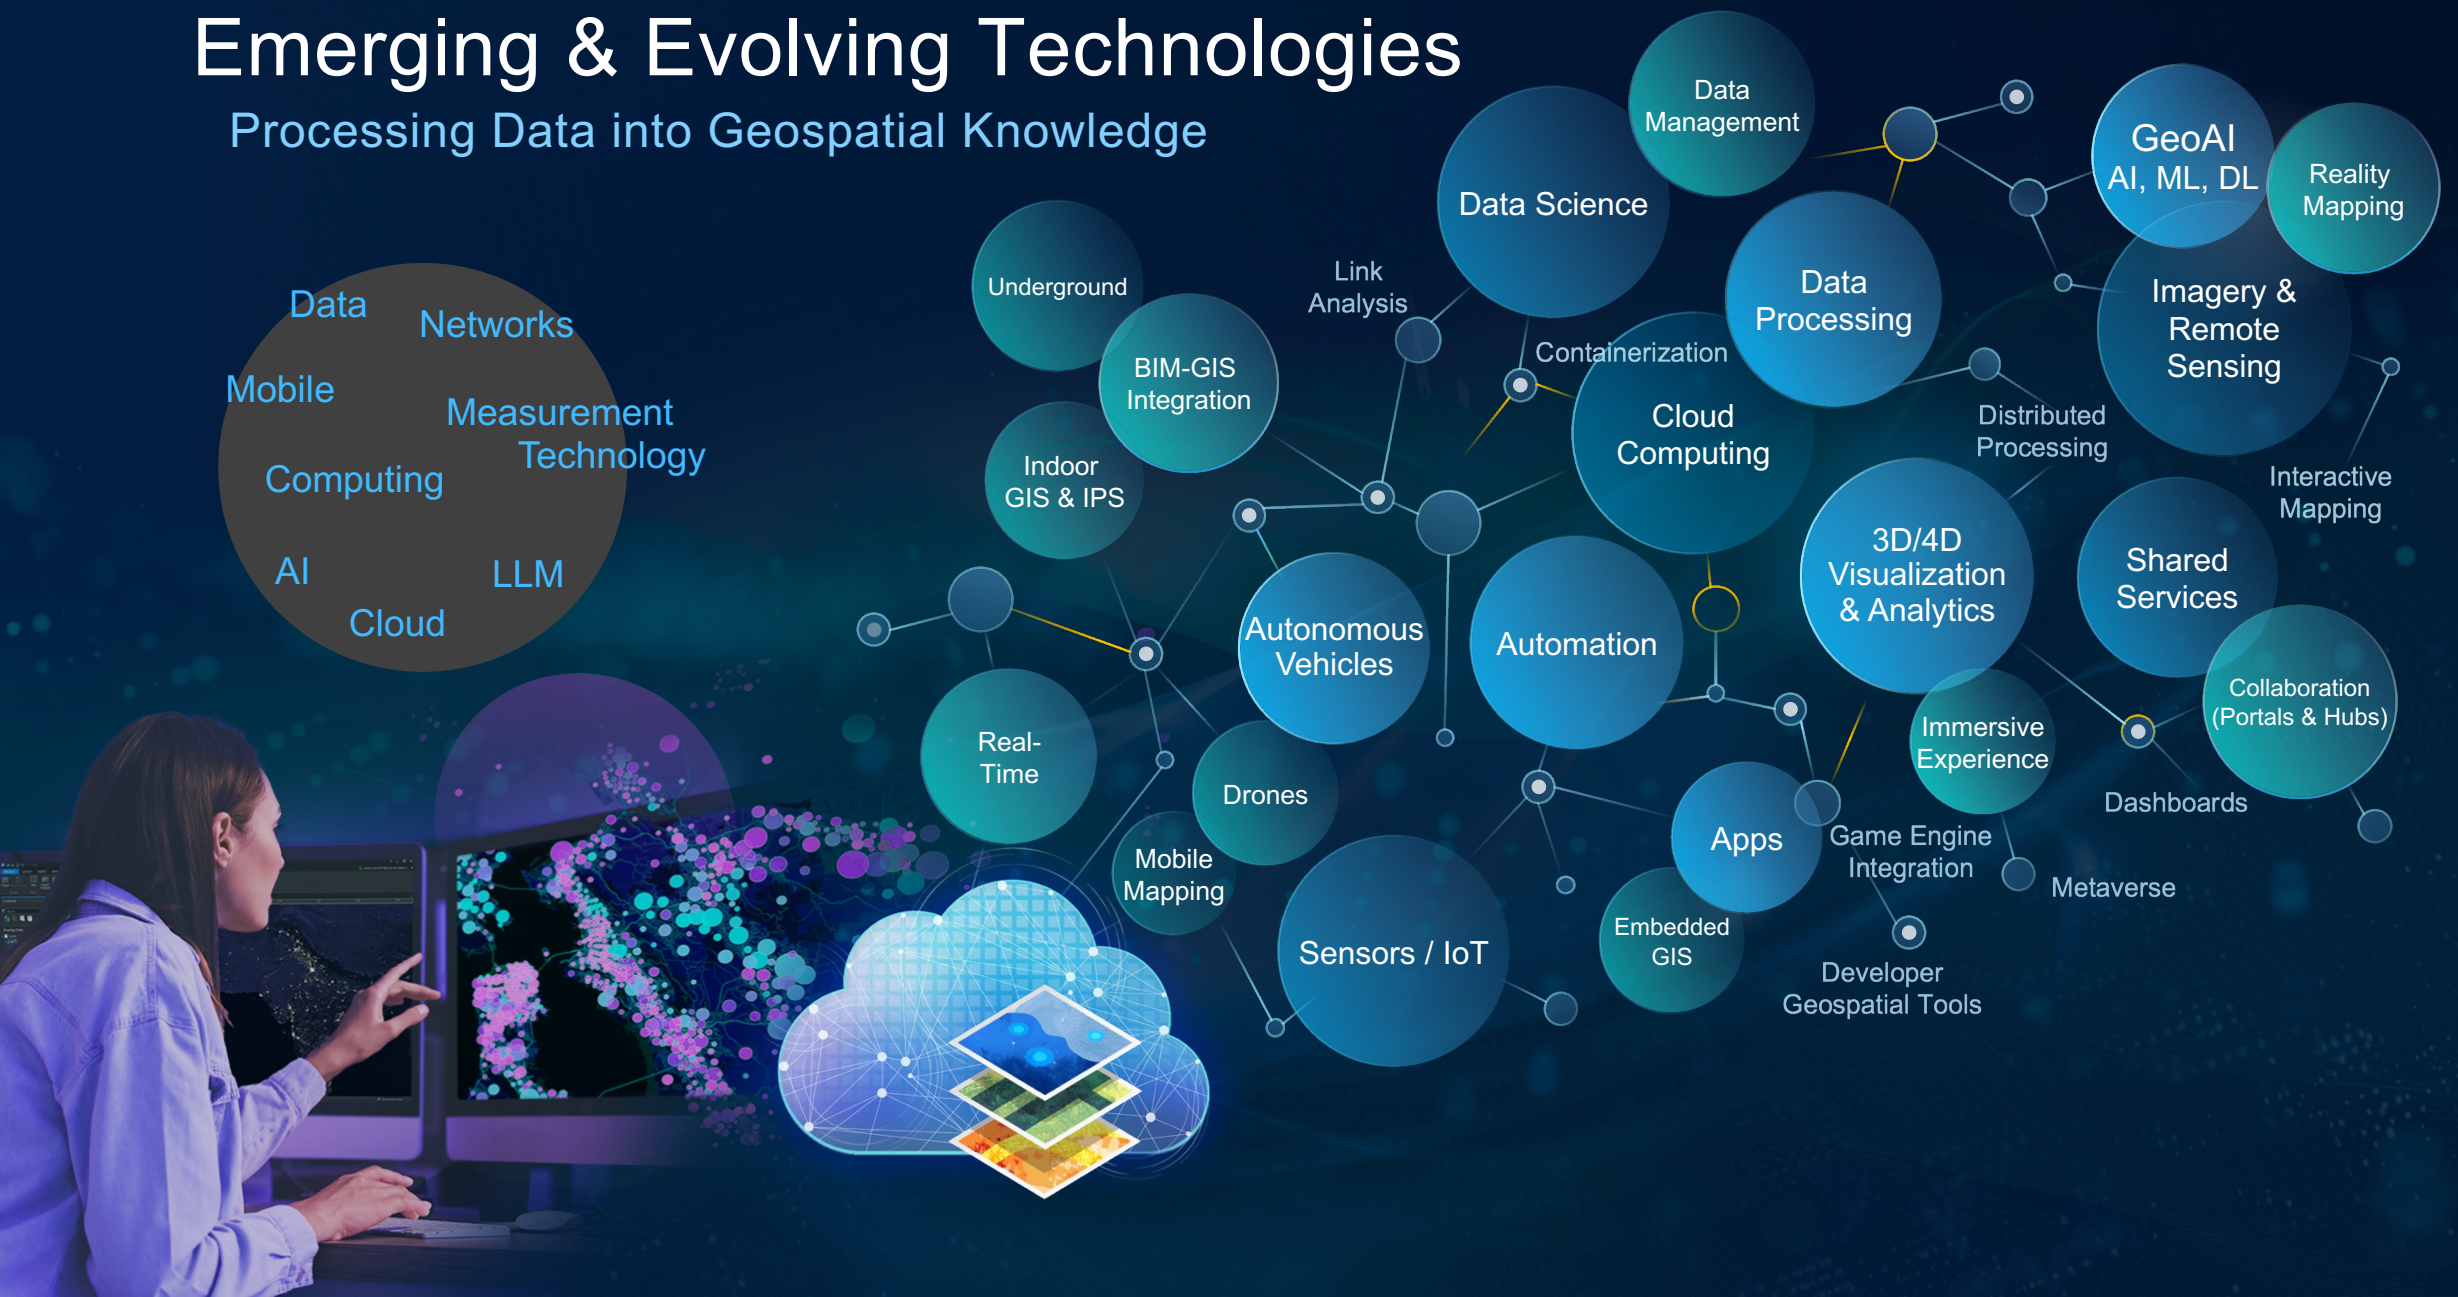 Emerging & Evolving Technologies
Processing Data into Geospatial Knowledge
Data
Networks
Mobile
Measurement
Technology
Computing
AI
LLM
Cloud
Data
Management
Data Science
GeoAI
AI, ML, DL
Reality
Mapping
Underground
Link
Analysis
Data
Processing
Imagery &
Remote
Sensing
BIM-GIS
Integration
Containerization
Cloud
Computing
Distributed
Processing
Indoor
GIS & IPS
Interactive
Mapping
3D/4D
Visualization
& Analytics
Shared
Services
Autonomous
Vehicles
Automation
Collaboration
(Portals & Hubs)
Real-
Time
Immersive
Experience
Drones
Dashboards
Apps
Game Engine
Integration
Mobile
Mapping
Metaverse
Sensors / IoT
Embedded
GIS
Developer
Geospatial Tools